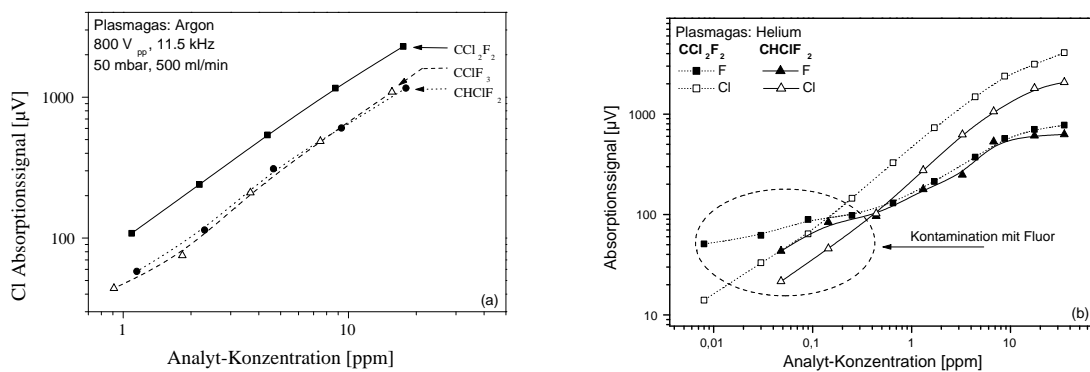 Plasmagas: Argon
800 V pp, 11.5 kHz
50 mbar, 500 ml/min
CCl2F2
CClF3
CHClF2
1000
100
1
10
Cl Absorptionssignal [µV]
Analyt-Konzentration [ppm]
(a)
Plasmagas: Helium
CCl2F2 CHClF2
F F
Cl Cl
1000
100
10
0,01
0,1
1
10
Kontamination mit Fluor
Absorptionssignal [µV]
Analyt-Konzentration [ppm]
(b)